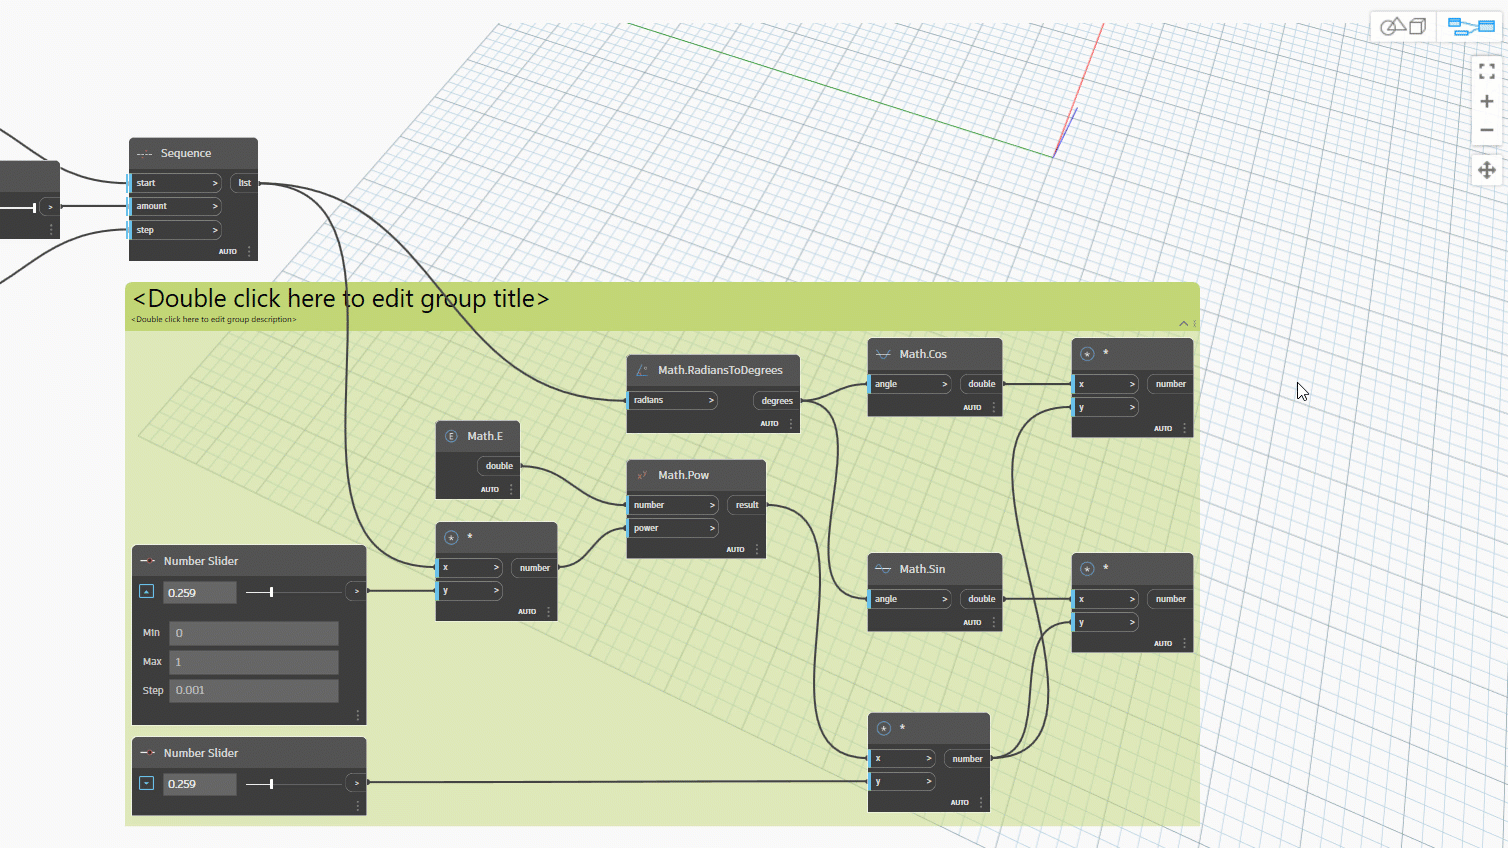 Sequence
start >
list
>
amount >
step >
AUTO
<Double click here to edit group title>
<Double click here to edit group description>
Math.RadiansToDegrees
radians >
degrees
AUTO
Math.Cos
angle >
double
AUTO
*
x >
number
y >
AUTO
E Math.E
double
AUTO
x^y Math.Pow
number >
result
power >
AUTO
*
x >
number
y >
AUTO
Number Slider
0.259
>
Min 0
Max 1
Step 0.001
Math.Sin
angle >
double
AUTO
*
x >
number
y >
AUTO
Number Slider
0.259
>
*
x >
number
y >
AUTO